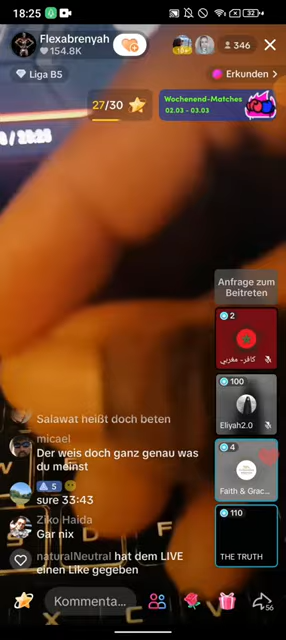 18:25
32
Flexabrenyah
154.8K
346
Liga B5
Erkunden
27/30
Wochenend-Matches
02.03 - 03.03
Anfrage zum
Beitreten
2
كافر- مغربي
100
Eliyah2.0
4
Faith & Grac...
110
THE TRUTH
Salawat heißt doch beten
micael
Der weis doch ganz genau was
du meinst
5
sure 33:43
Ziko Haida
Gar nix
naturalNeutral hat dem LIVE
einen Like gegeben
Kommenta...
56